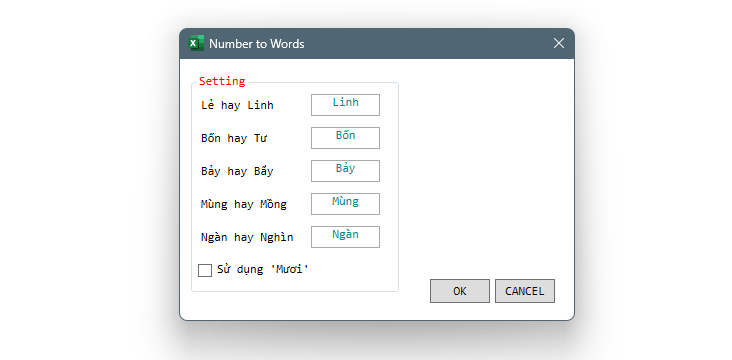 Number to Words
Setting
Lẻ hay Linh
Linh
Bốn hay Tư
Bốn
Bảy hay Bẩy
Bảy
Mùng hay Mồng
Mùng
Ngàn hay Nghìn
Ngàn
Sử dụng 'Mươi'
OK
CANCEL